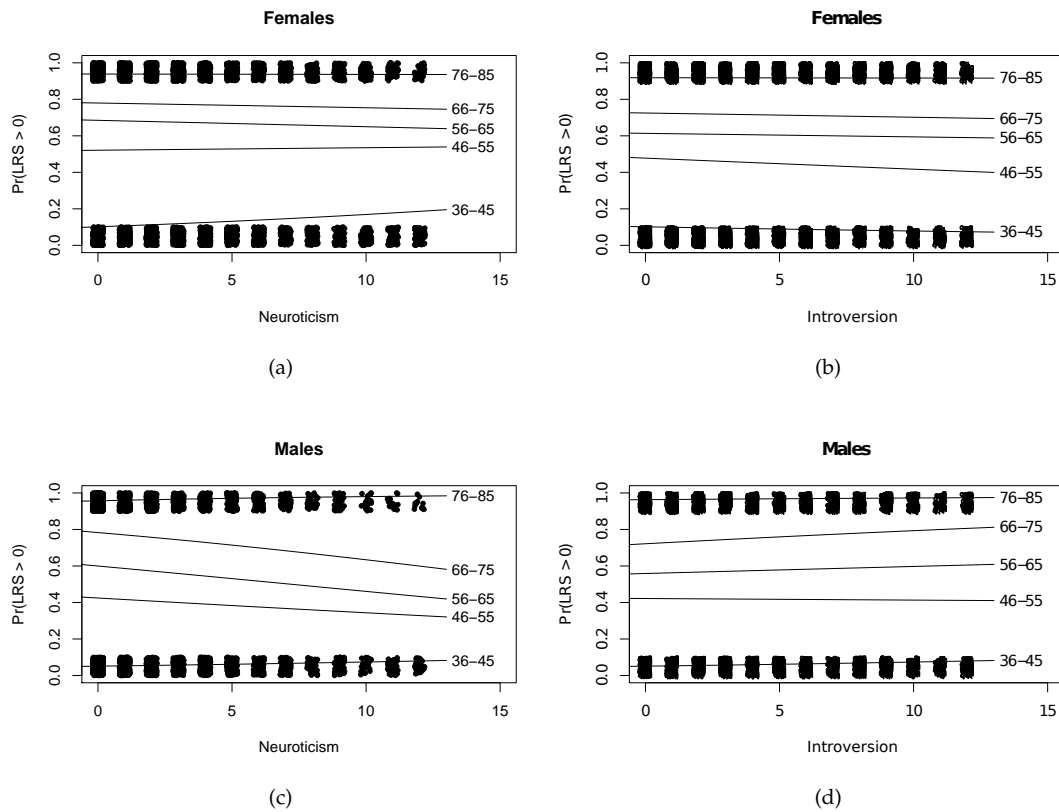 Females
Pr(LRS > 0)
1.0
0.8
0.6
0.4
0.2
0.0
76–85
66–75
56–65
46–55
36–45
0 5 10 15
Neuroticism
(a)
Females
Pr(LRS > 0)
1.0
0.8
0.6
0.4
0.2
0.0
76–85
66–75
56–65
46–55
36–45
0 5 10 15
Introversion
(b)
Males
Pr(LRS > 0)
1.0
0.8
0.6
0.4
0.2
0.0
76–85
66–75
56–65
46–55
36–45
0 5 10 15
Neuroticism
(c)
Males
Pr(LRS > 0)
1.0
0.8
0.6
0.4
0.2
0.0
76–85
66–75
56–65
46–55
36–45
0 5 10 15
Introversion
(d)